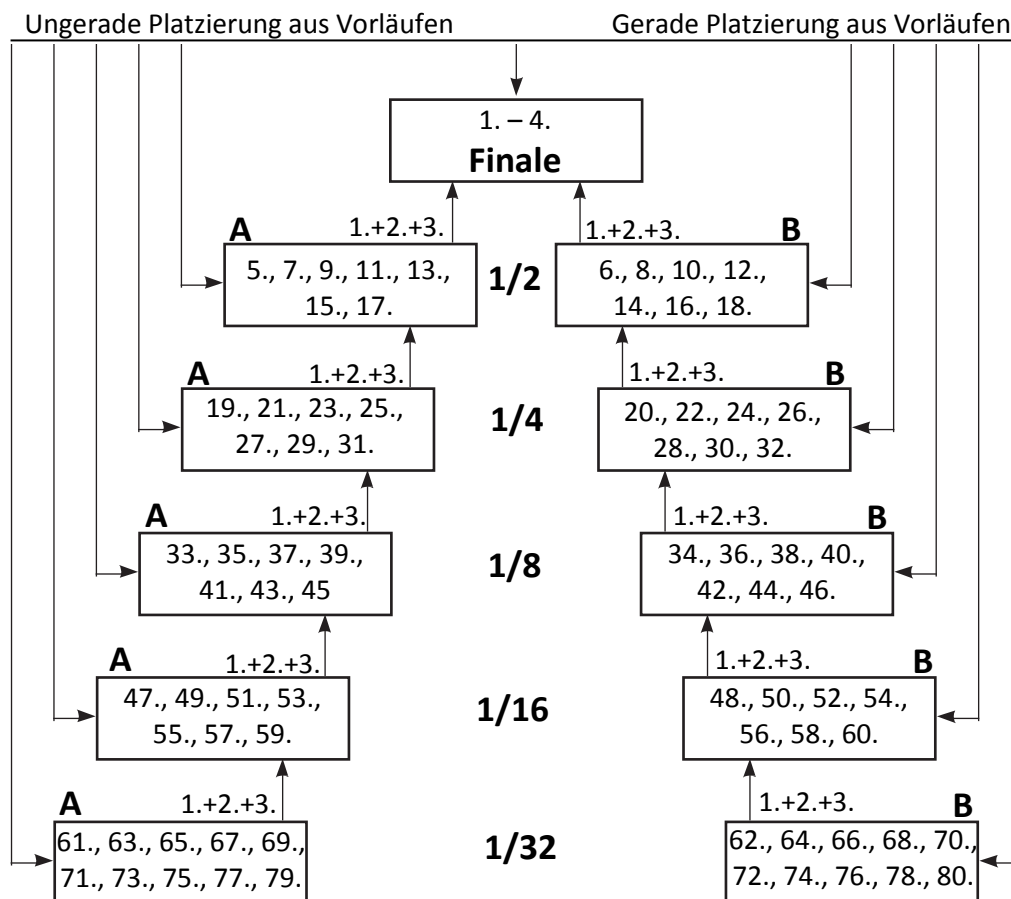 Ungerade Platzierung aus Vorläufen
Gerade Platzierung aus Vorläufen
1. – 4.
Finale
A
1.+2.+3.
1.+2.+3.
B
5., 7., 9., 11., 13.,
15., 17.
1/2
6., 8., 10., 12.,
14., 16., 18.
A
1.+2.+3.
1.+2.+3.
B
19., 21., 23., 25.,
27., 29., 31.
1/4
20., 22., 24., 26.,
28., 30., 32.
A
1.+2.+3.
1.+2.+3.
B
33., 35., 37., 39.,
41., 43., 45
1/8
34., 36., 38., 40.,
42., 44., 46.
A
1.+2.+3.
1.+2.+3.
B
47., 49., 51., 53.,
55., 57., 59.
1/16
48., 50., 52., 54.,
56., 58., 60.
A
1.+2.+3.
1.+2.+3.
B
61., 63., 65., 67., 69.,
71., 73., 75., 77., 79.
1/32
62., 64., 66., 68., 70.,
72., 74., 76., 78., 80.